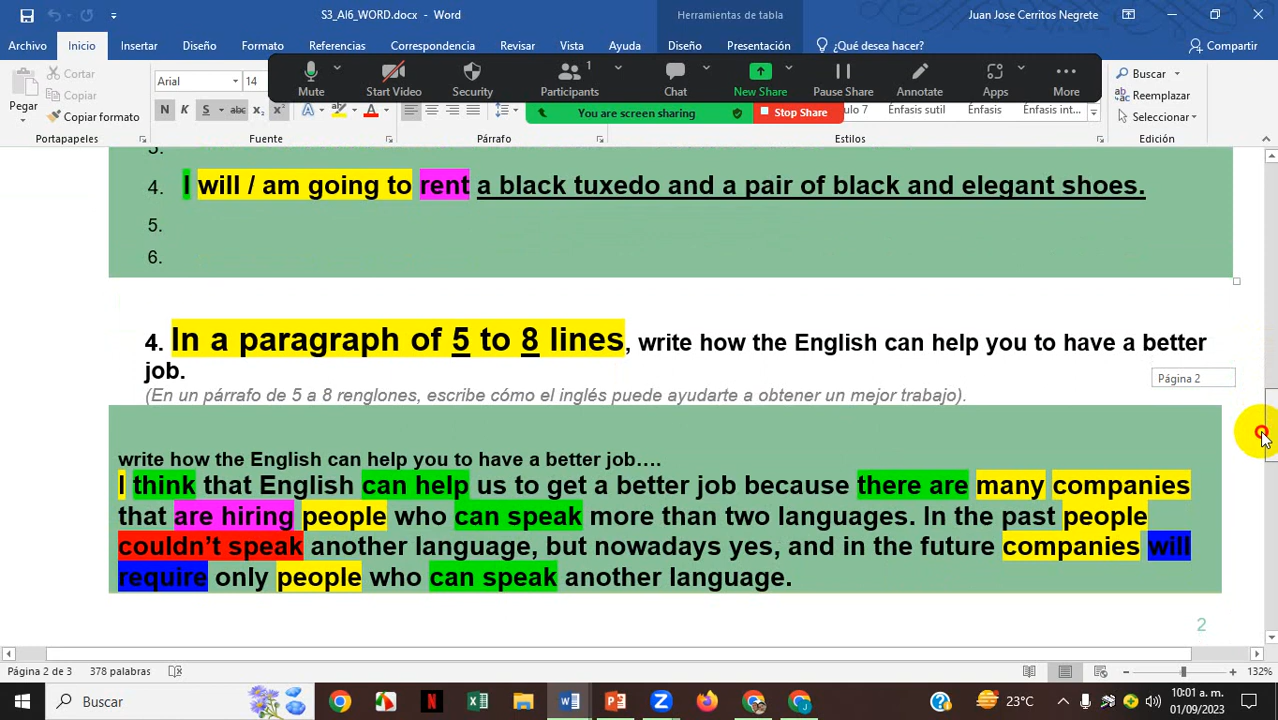 S3_AI6_WORD.docx - Word
Herramientas de tabla
Juan Jose Cerritos Negrete
Archivo Inicio Insertar Diseño Formato Referencias Correspondencia Revisar Vista Ayuda Diseño Presentación ¿Qué desea hacer? Compartir
Pegar
Cortar
Copiar
Copiar formato
Arial 14
N K S abc x₂ x²
Mute Start Video Security Participants 1 Chat New Share Pause Share Annotate Apps More
You are screen sharing Stop Share
ulo 7 Énfasis sutil Énfasis Énfasis int...
Buscar
Reemplazar
Seleccionar
Portapapeles Fuente Párrafo Estilos Edición
3.
4. I will / am going to rent a black tuxedo and a pair of black and elegant shoes.
5.
6.
4. In a paragraph of 5 to 8 lines, write how the English can help you to have a better
job.
Página 2
(En un párrafo de 5 a 8 renglones, escribe cómo el inglés puede ayudarte a obtener un mejor trabajo).
write how the English can help you to have a better job….
I think that English can help us to get a better job because there are many companies
that are hiring people who can speak more than two languages. In the past people
couldn’t speak another language, but nowadays yes, and in the future companies will
require only people who can speak another language.
2
Página 2 de 3 378 palabras 132%
Buscar
23°C
10:01 a. m.
01/09/2023